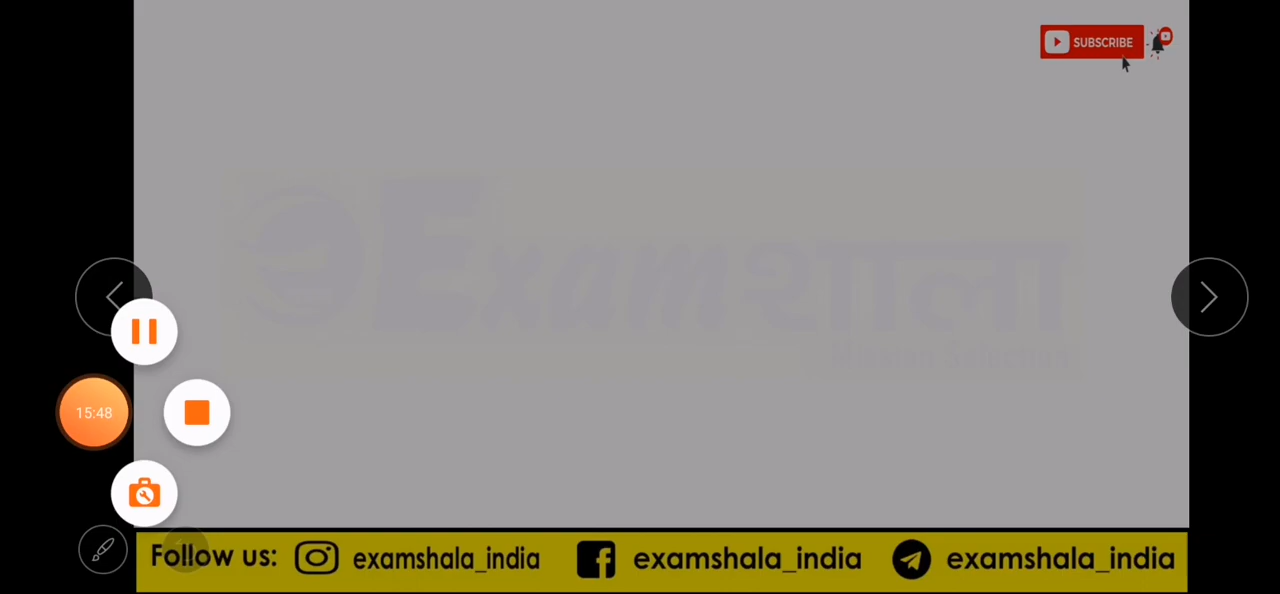 SUBSCRIBE
Examशाला
Mission Selection
15:48
Follow us: examshala_india examshala_india examshala_india